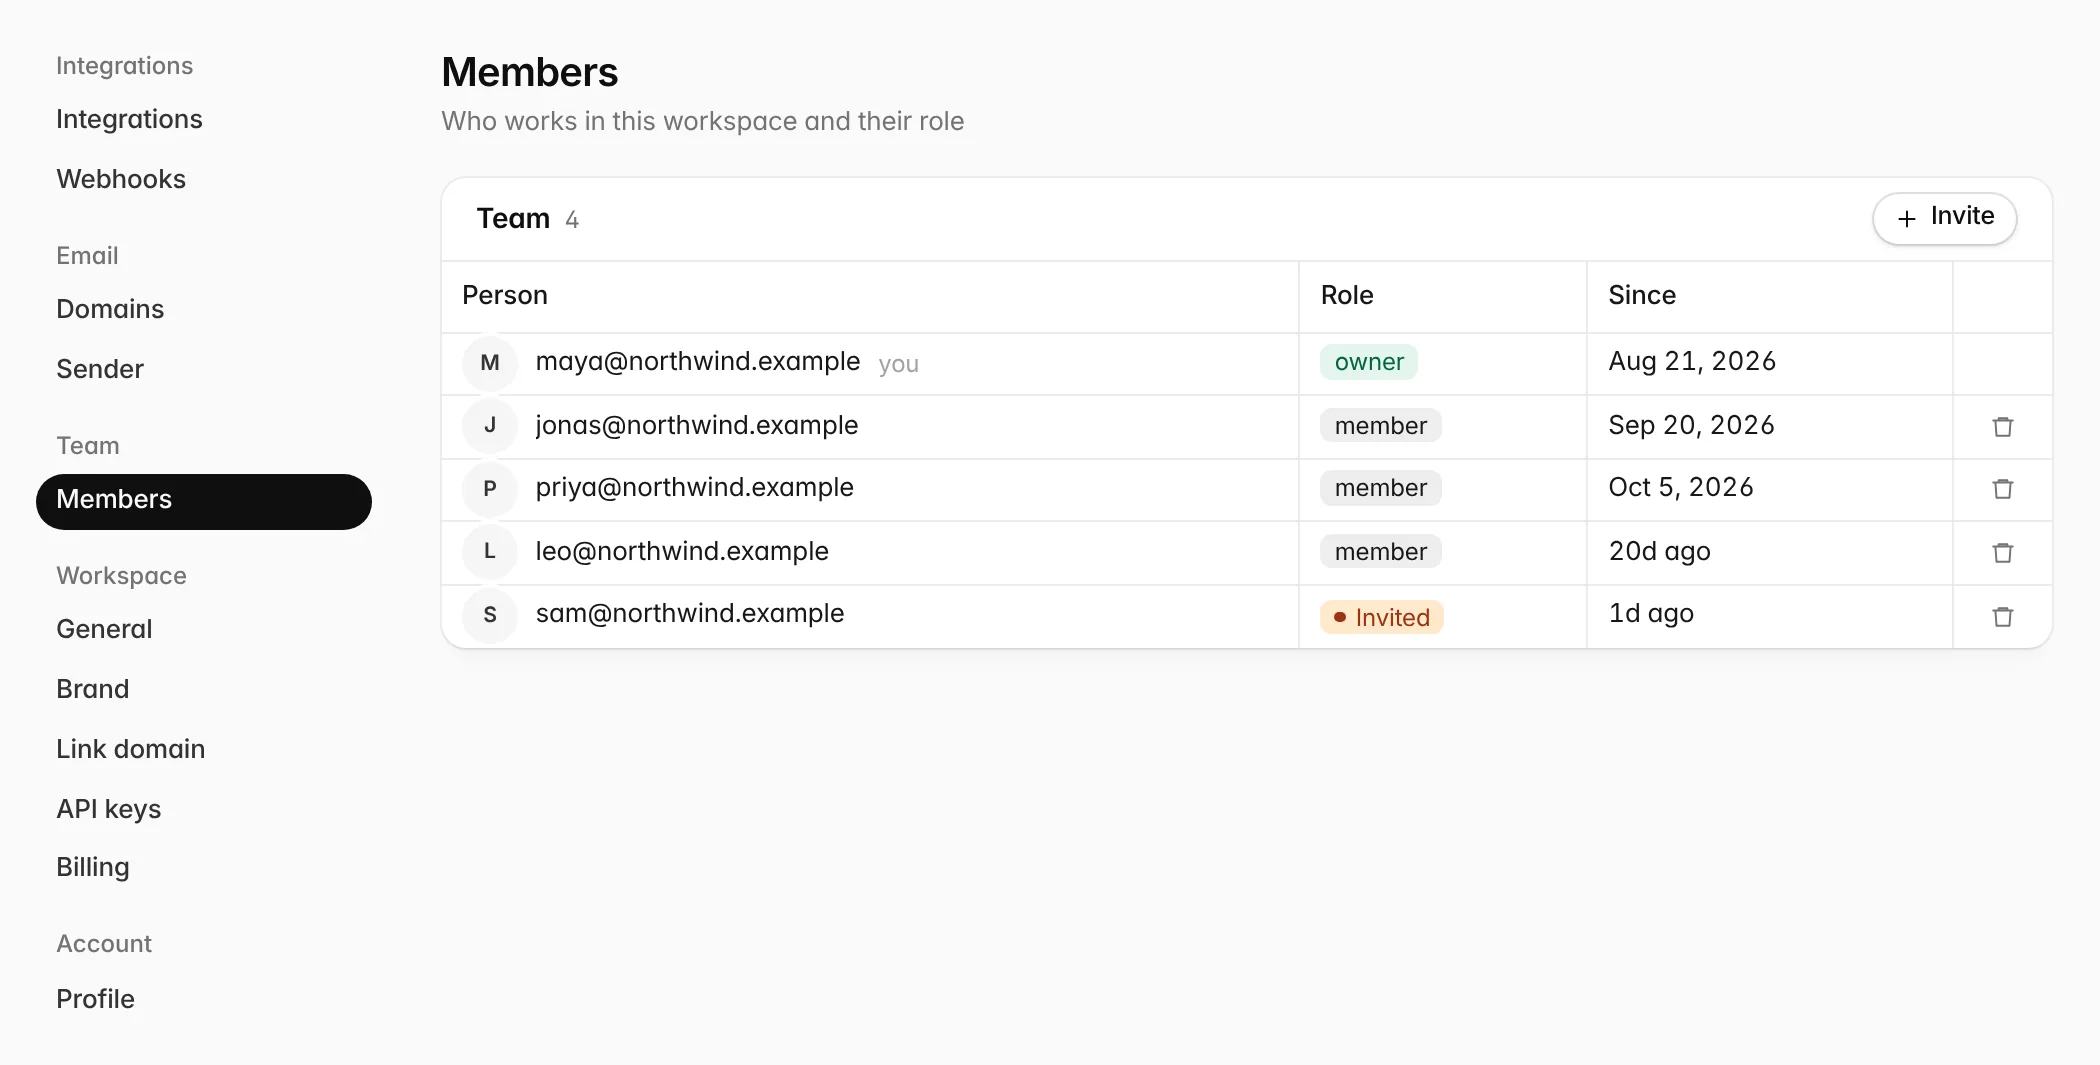 Integrations
Integrations
Webhooks
Email
Domains
Sender
Team
Members
Workspace
General
Brand
Link domain
API keys
Billing
Account
Profile
Members
Who works in this workspace and their role
Team 4
+ Invite
Person Role Since
M maya@northwind.example you owner Aug 21, 2026
J jonas@northwind.example member Sep 20, 2026
P priya@northwind.example member Oct 5, 2026
L leo@northwind.example member 20d ago
S sam@northwind.example Invited 1d ago